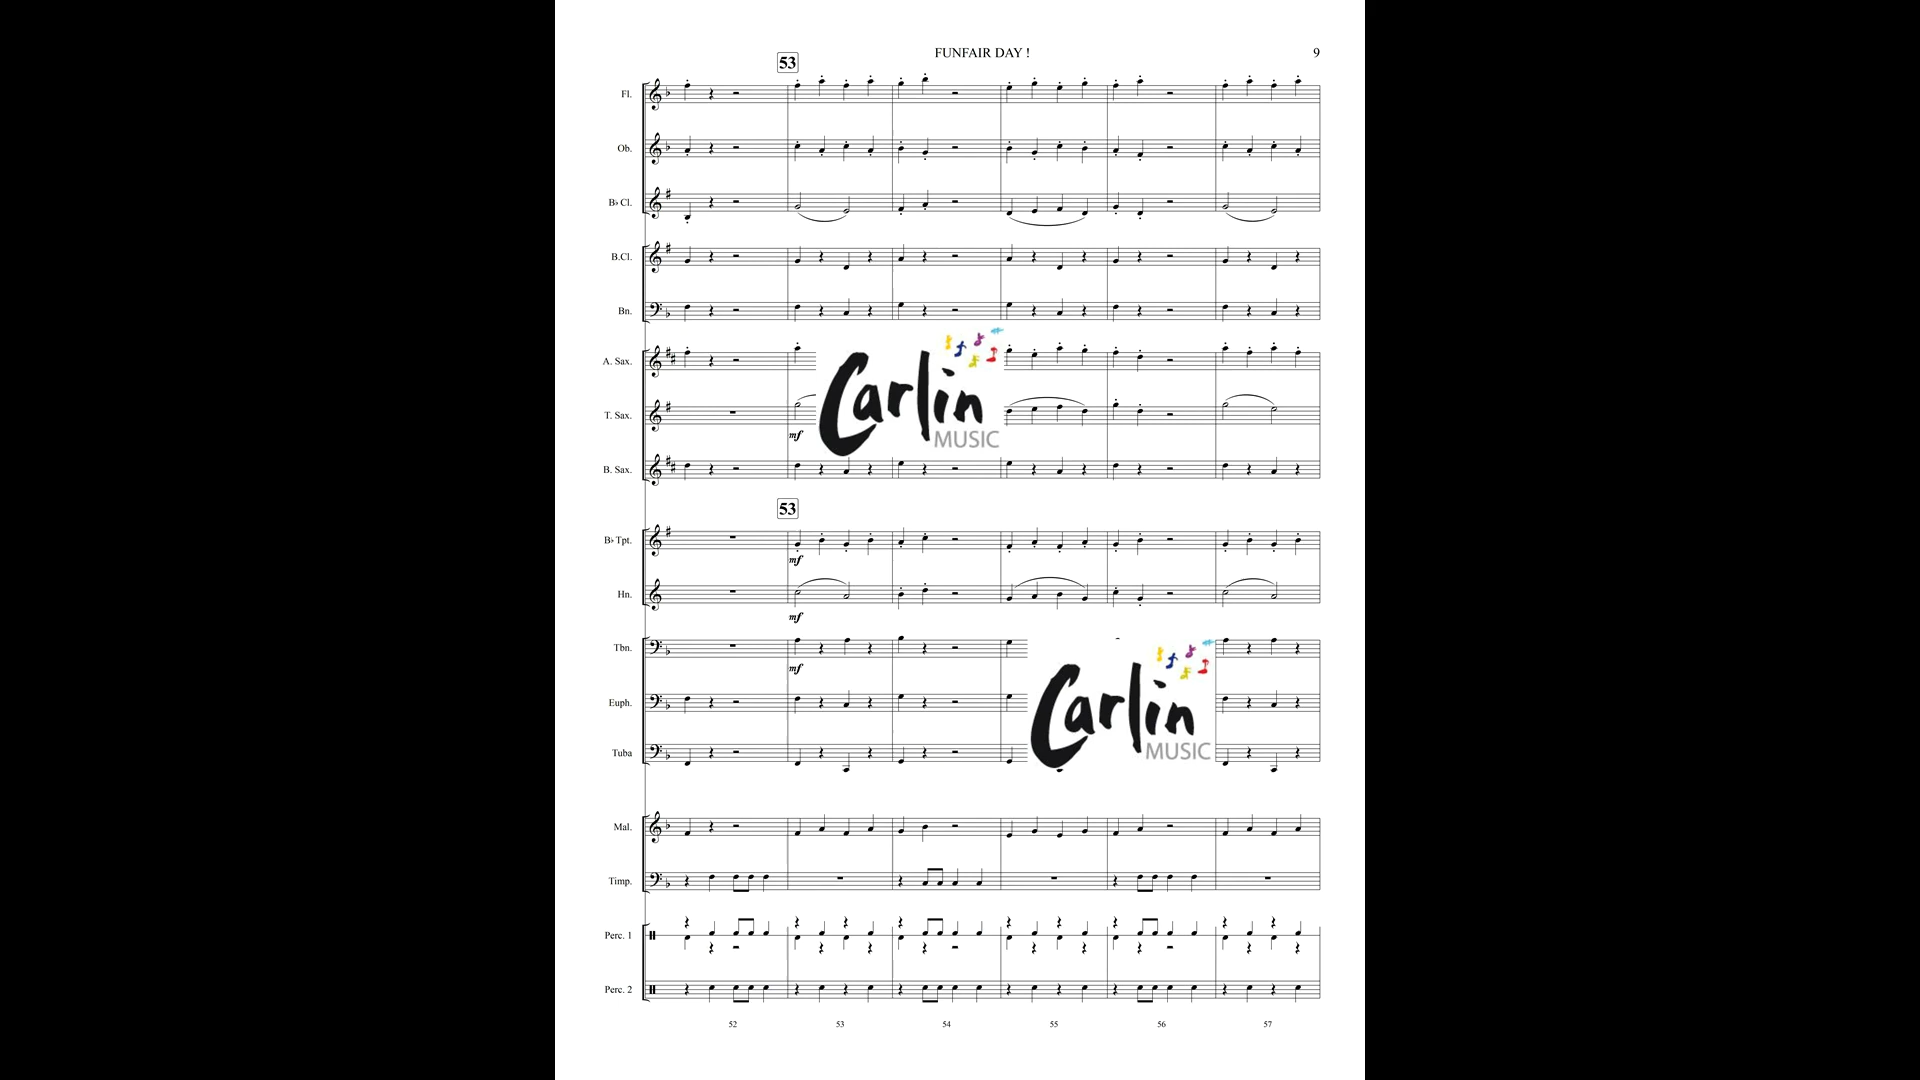 FUNFAIR DAY !
9
53
Fl.
Ob.
B♭ Cl.
B.Cl.
Bn.
A. Sax.
T. Sax.
mf
B. Sax.
Carlin
MUSIC
53
B♭ Tpt.
mf
Hn.
mf
Tbn.
mf
Euph.
Tuba
Carlin
MUSIC
Mal.
Timp.
Perc. 1
Perc. 2
52 53 54 55 56 57